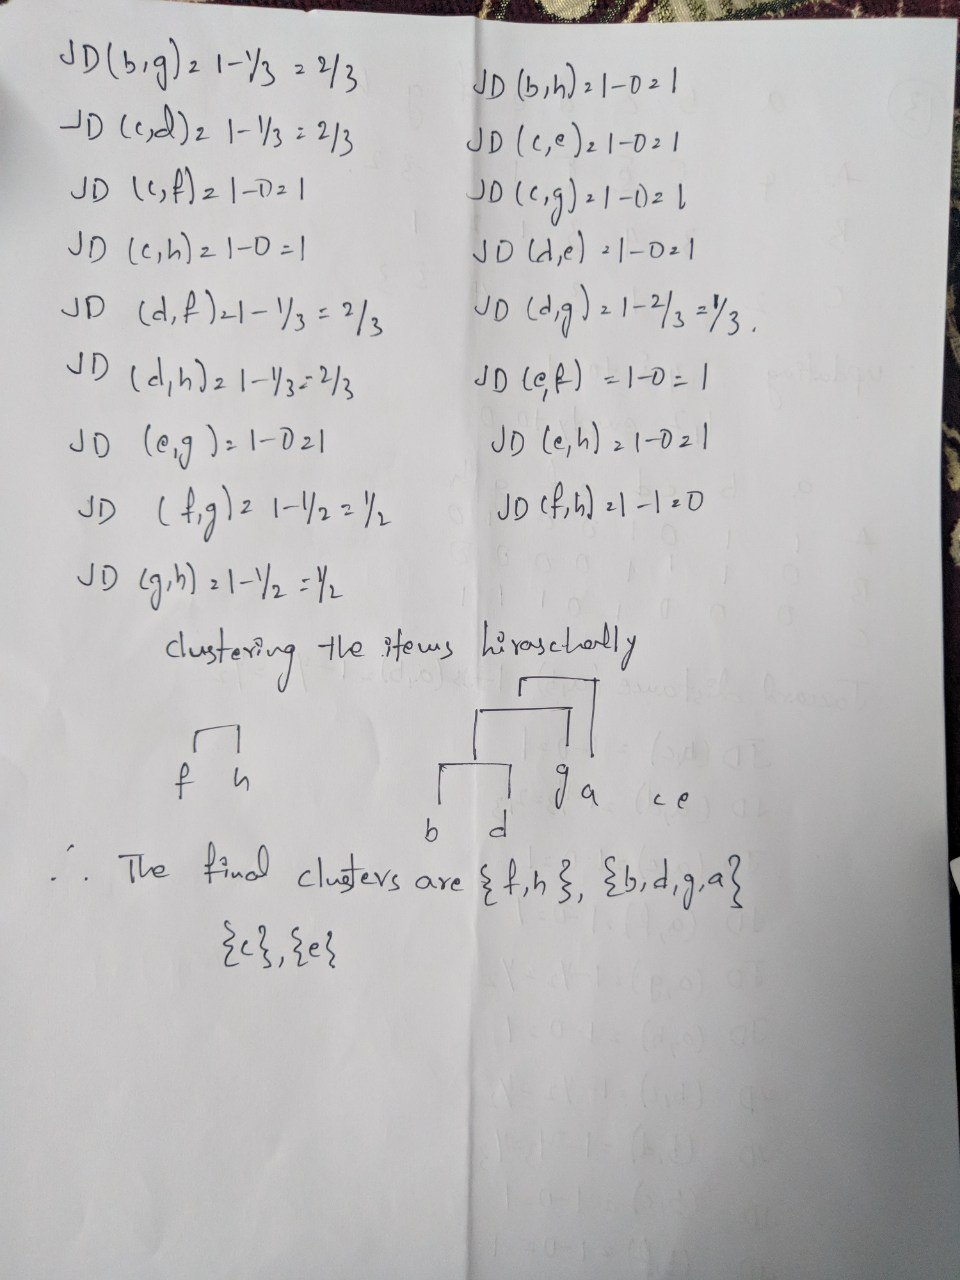 JD(b,g) = 1-1/3 = 2/3 JD (b,h) = 1-0 = 1
JD (c,d) = 1-1/3 = 2/3 JD (c,e) = 1-0 = 1
JD (c,f) = 1-0 = 1 JD (c,g) = 1-0 = 1
JD (c,h) = 1-0 = 1 JD (d,e) = 1-0 = 1
JD (d,f) = 1-1/3 = 2/3 JD (d,g) = 1-2/3 = 1/3.
JD (d,h) = 1-1/3 = 2/3 JD (e,f) = 1-0 = 1
JD (e,g) = 1-0 = 1 JD (e,h) = 1-0 = 1
JD (f,g) = 1-1/2 = 1/2 JD (f,h) = 1-1 = 0
JD (g,h) = 1-1/2 = 1/2
clustering the items hiraschally
f h g a c e
b d
∴ The final clusters are {f,h}, {b,d,g,a}
{c},{e}